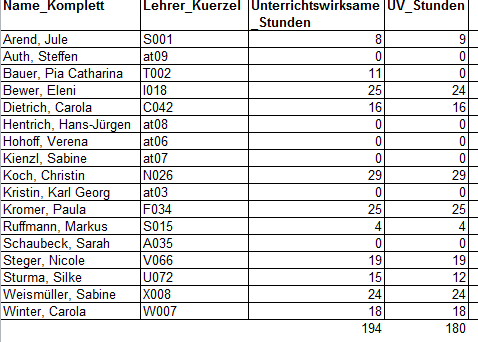 Name_Komplett Lehrer_Kuerzel Unterrichtswirksame UV_Stunden
_Stunden
Arend, Jule S001 8 9
Auth, Steffen at09 0 0
Bauer, Pia Catharina T002 11 0
Bewer, Eleni I018 25 24
Dietrich, Carola C042 16 16
Hentrich, Hans-Jürgen at08 0 0
Hohoff, Verena at06 0 0
Kienzl, Sabine at07 0 0
Koch, Christin N026 29 29
Kristin, Karl Georg at03 0 0
Kromer, Paula F034 25 25
Ruffmann, Markus S015 4 4
Schaubeck, Sarah A035 0 0
Steger, Nicole V066 19 19
Sturma, Silke U072 15 12
Weismüller, Sabine X008 24 24
Winter, Carola W007 18 18
194 180